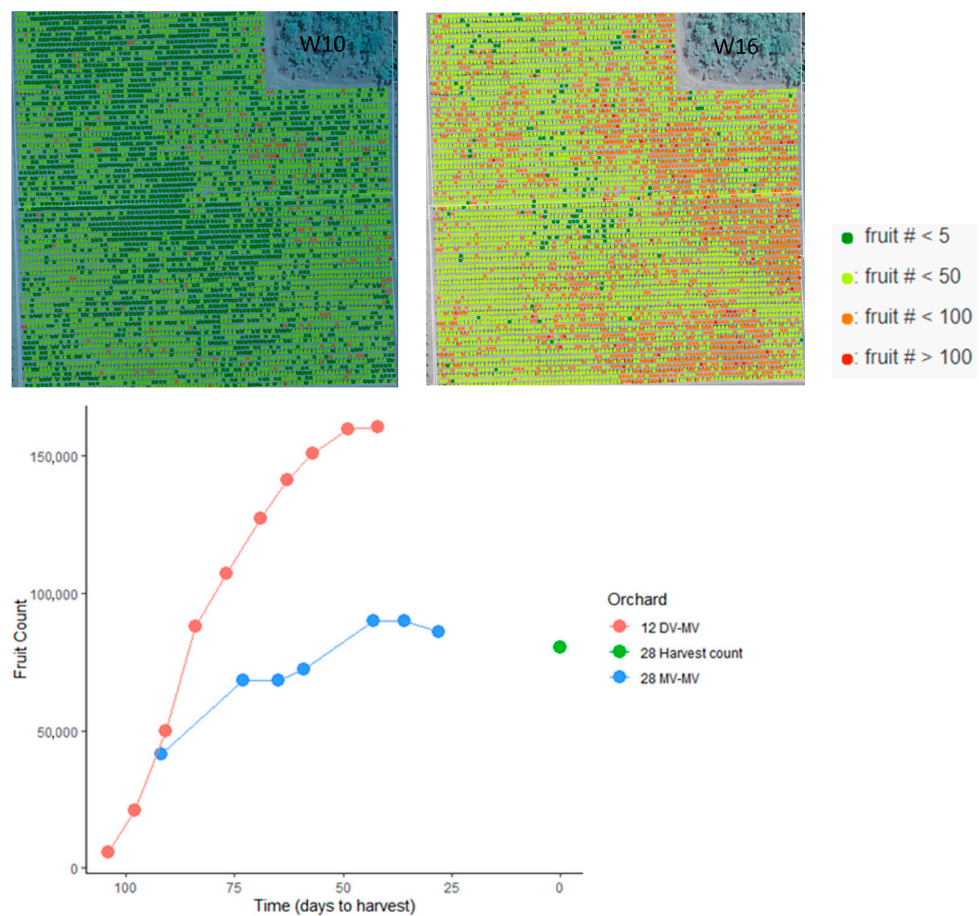 W10
W16
fruit # < 5
: fruit # < 50
: fruit # < 100
: fruit # > 100
150,000
100,000
50,000
0
Fruit Count
100 75 50 25 0
Time (days to harvest)
Orchard
12 DV-MV
28 Harvest count
28 MV-MV